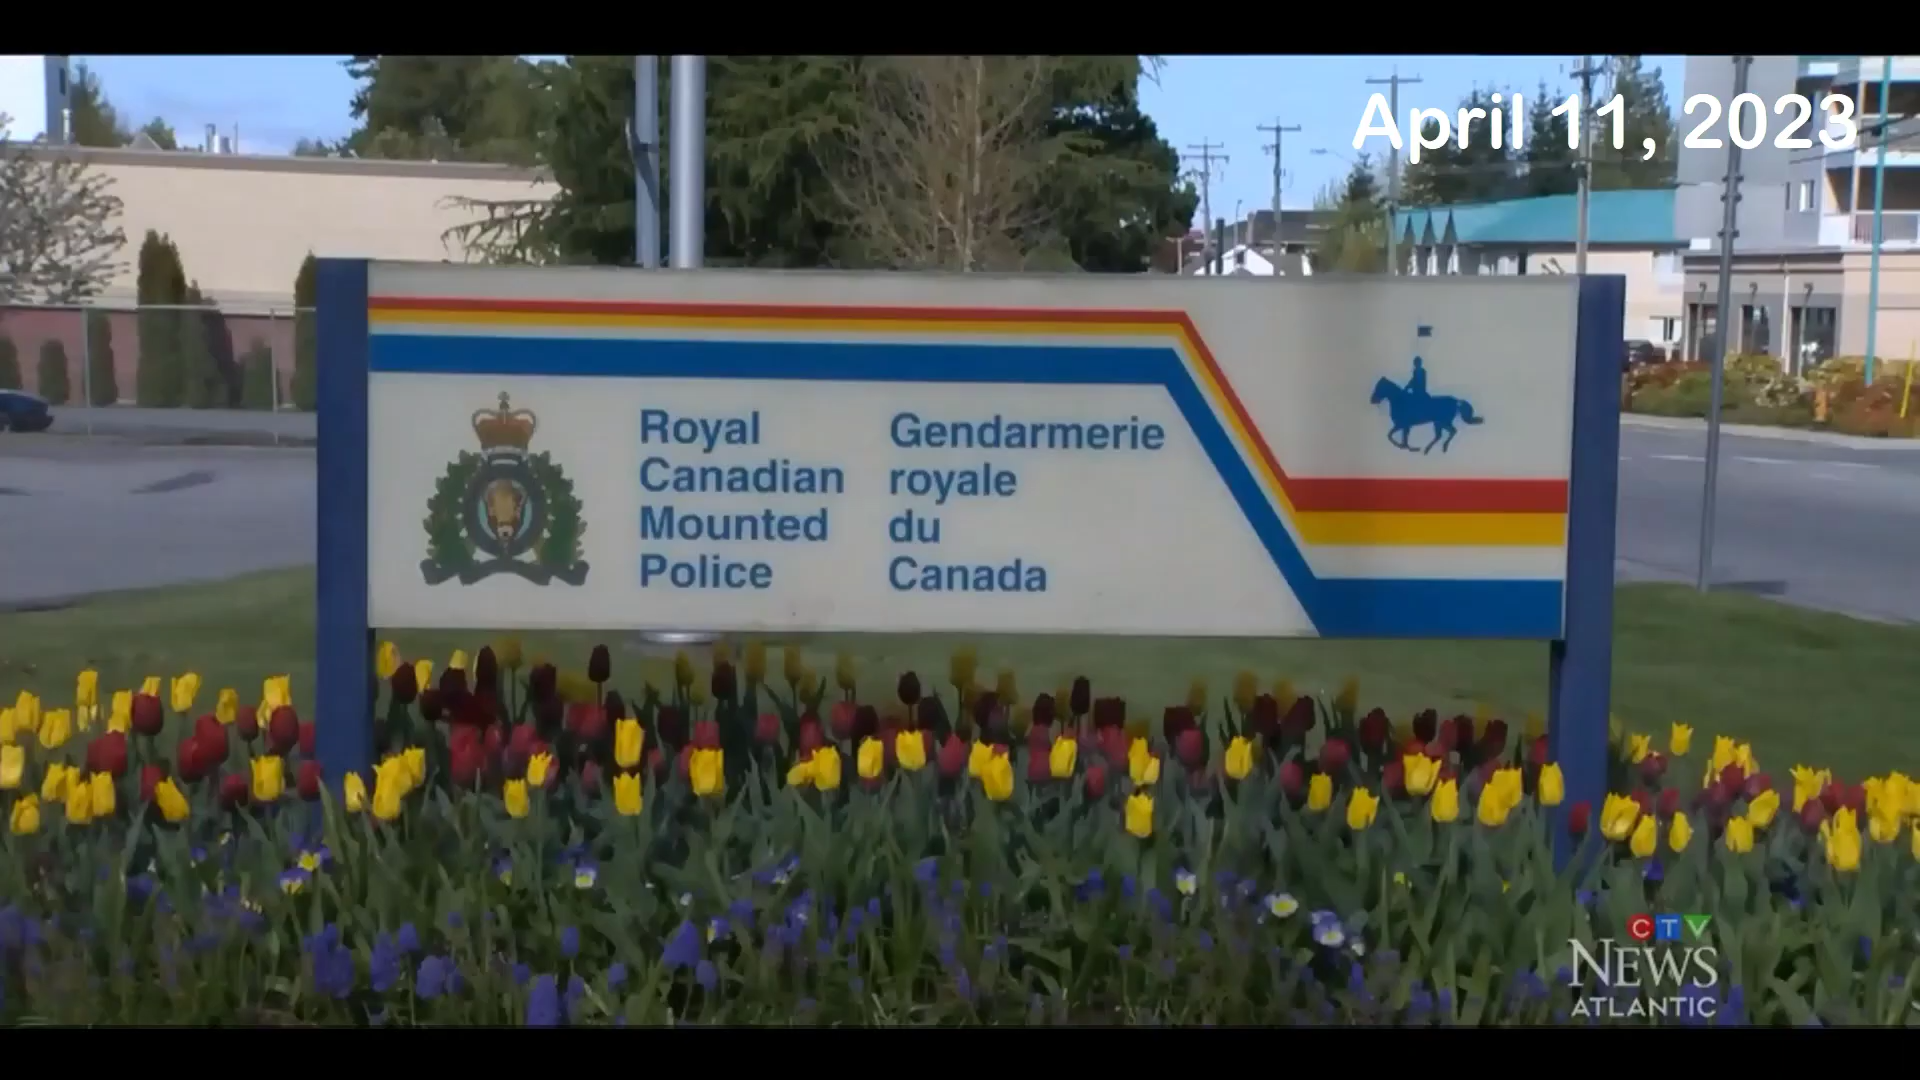 April 11, 2023
Royal
Canadian
Mounted
Police
Gendarmerie
royale
du
Canada
CTV
NEWS
ATLANTIC